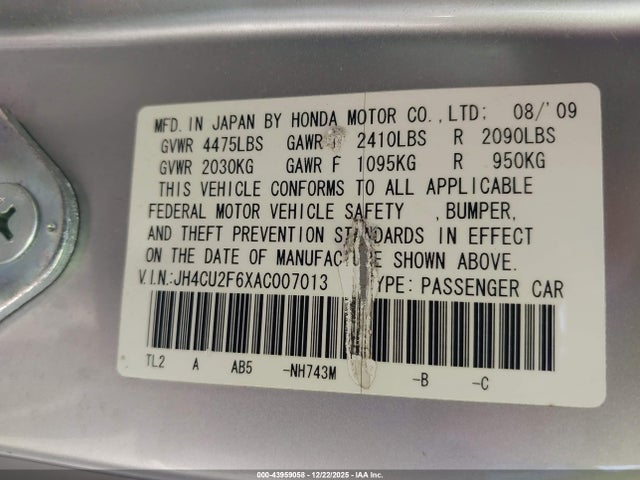 MFD. IN JAPAN BY HONDA MOTOR CO., LTD; 08/'09
GVWR 4475LBS GAWR 2410LBS R 2090LBS
GVWR 2030KG GAWR F 1095KG R 950KG
THIS VEHICLE CONFORMS TO ALL APPLICABLE
FEDERAL MOTOR VEHICLE SAFETY , BUMPER,
AND THEFT PREVENTION STANDARDS IN EFFECT
ON THE DATE OF MANUFACTURE SHOWN ABOVE.
V.I.N.:JH4CU2F6XAC007013 TYPE: PASSENGER CAR
TL2 A AB5 -NH743M -B -C
000-43959058 - 12/22/2025 - IAA Inc.